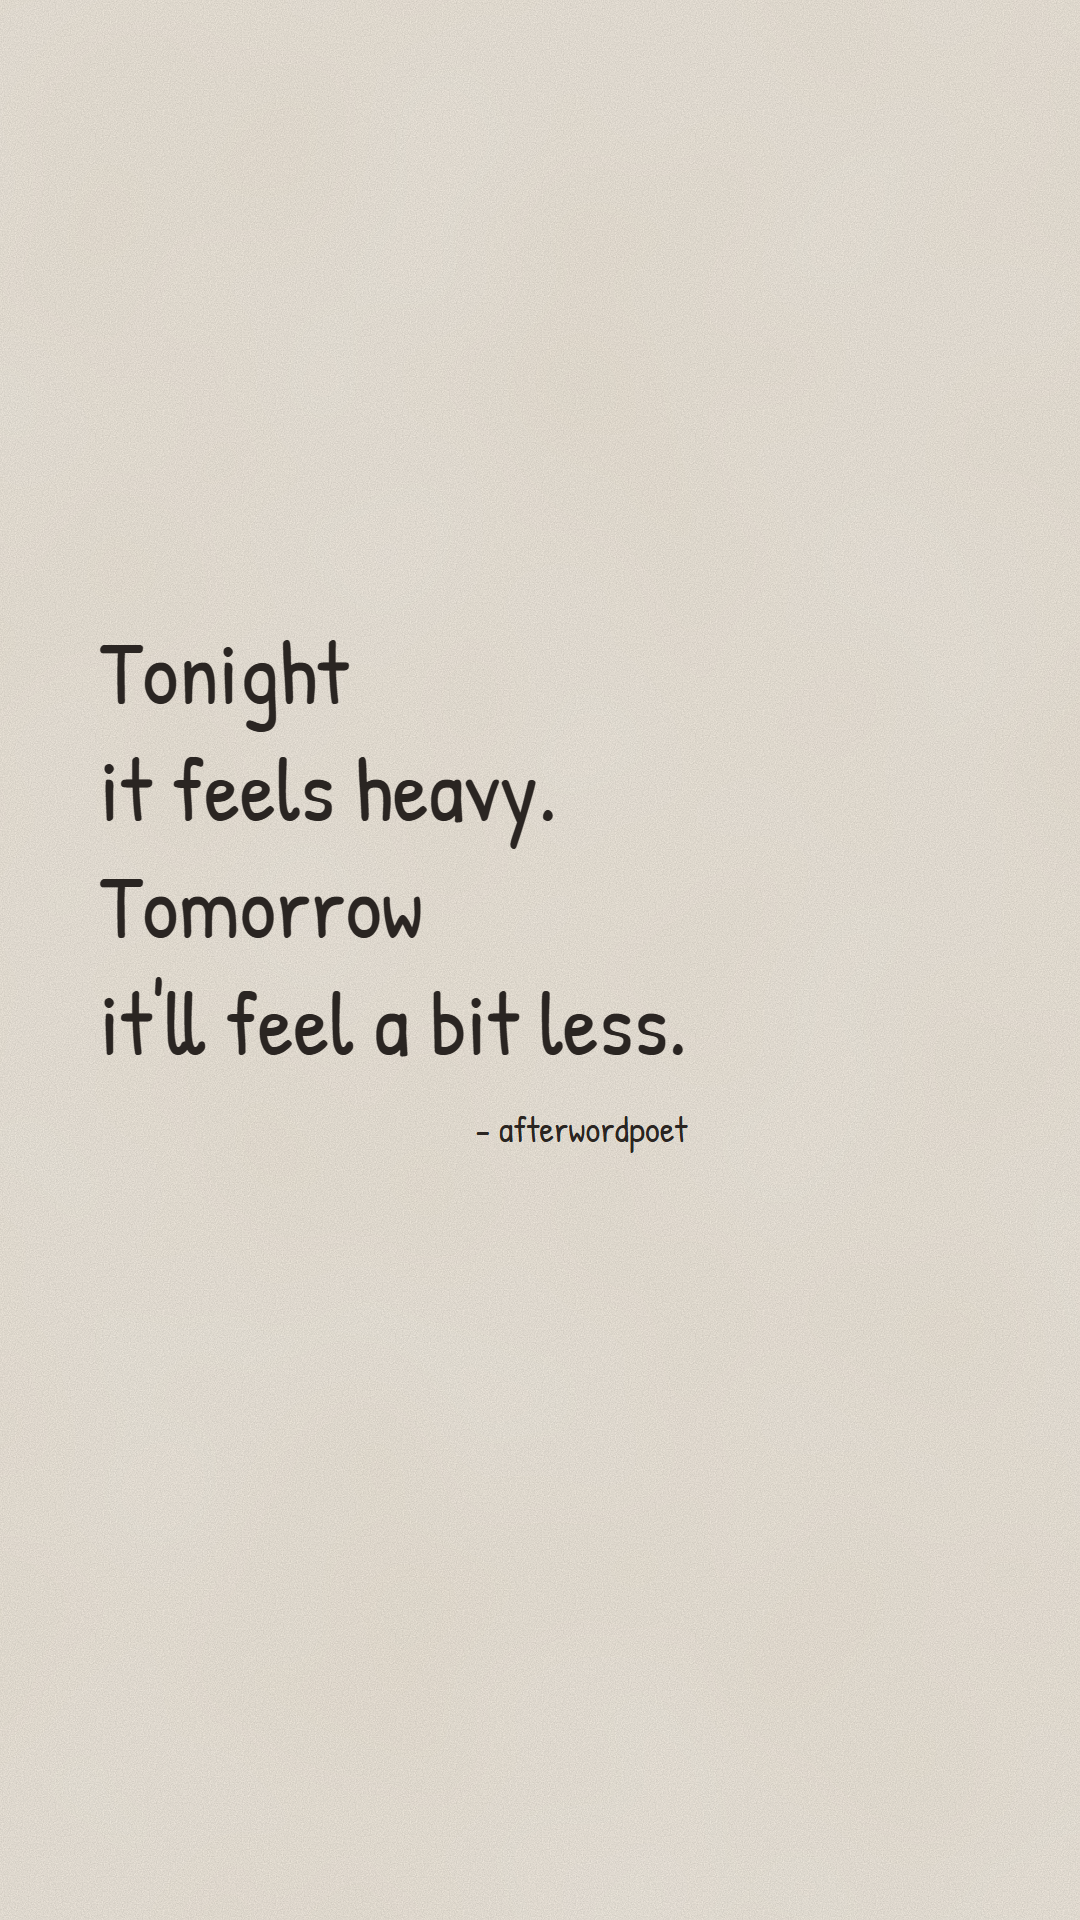 Tonight
it feels heavy.
Tomorrow
it'll feel a bit less.
- afterwordpoet